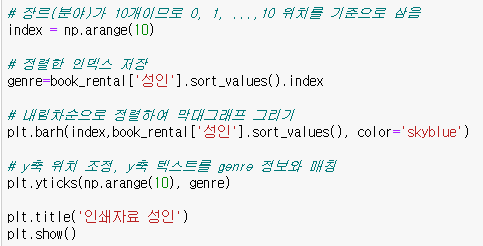 # 장르(분야)가 10개이므로 0, 1, ...,10 위치를 기준으로 삼음
index = np.arange(10)
# 정렬한 인덱스 저장
genre=book_rental['성인'].sort_values().index
# 내림차순으로 정렬하여 막대그래프 그리기
plt.barh(index,book_rental['성인'].sort_values(), color='skyblue')
# y축 위치 조정, y축 텍스트를 genre 정보와 매칭
plt.yticks(np.arange(10), genre)
plt.title('인쇄자료 성인')
plt.show()